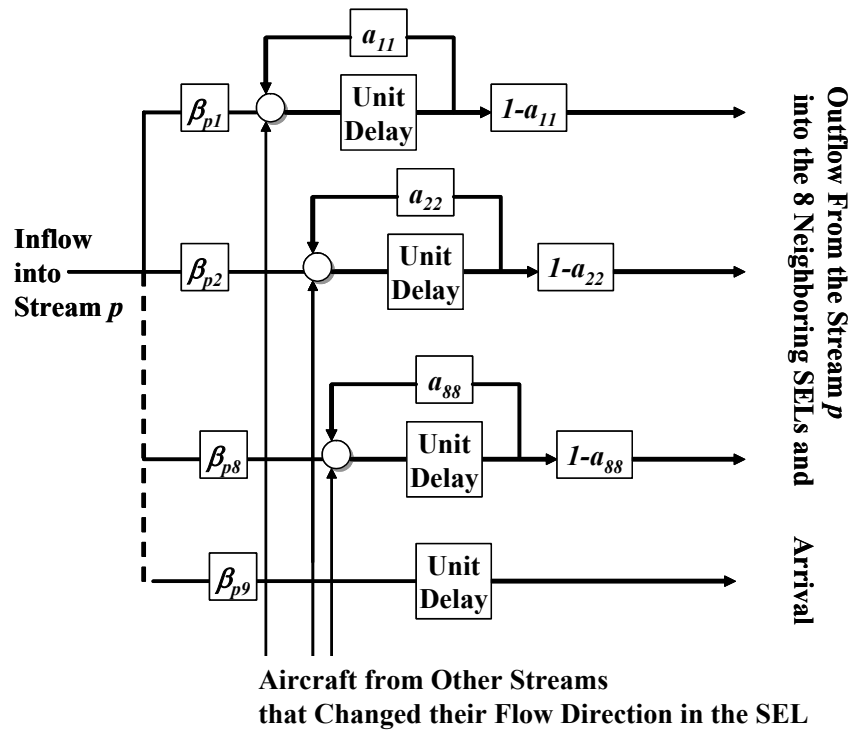 a11
βp1
Unit
Delay
1-a11
a22
Inflow
into
Stream p
βp2
Unit
Delay
1-a22
a88
βp8
Unit
Delay
1-a88
βp9
Unit
Delay
Outflow From the Stream p
into the 8 Neighboring SELs and Arrival
Aircraft from Other Streams
that Changed their Flow Direction in the SEL